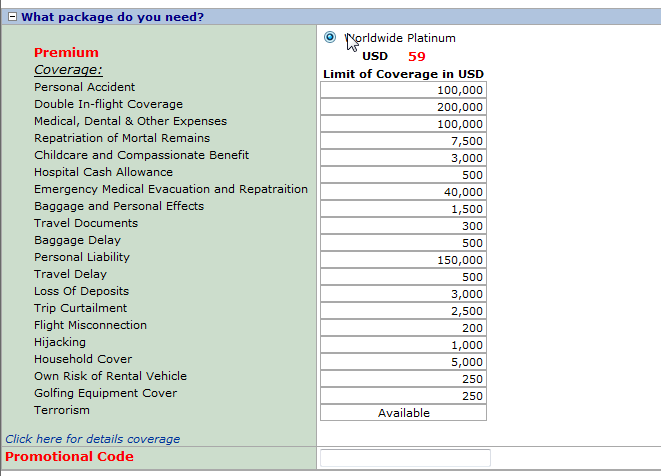 What package do you need?
Worldwide Platinum
Premium USD 59
Coverage: Limit of Coverage in USD
Personal Accident 100,000
Double In-flight Coverage 200,000
Medical, Dental & Other Expenses 100,000
Repatriation of Mortal Remains 7,500
Childcare and Compassionate Benefit 3,000
Hospital Cash Allowance 500
Emergency Medical Evacuation and Repatraition 40,000
Baggage and Personal Effects 1,500
Travel Documents 300
Baggage Delay 500
Personal Liability 150,000
Travel Delay 500
Loss Of Deposits 3,000
Trip Curtailment 2,500
Flight Misconnection 200
Hijacking 1,000
Household Cover 5,000
Own Risk of Rental Vehicle 250
Golfing Equipment Cover 250
Terrorism Available
Click here for details coverage
Promotional Code